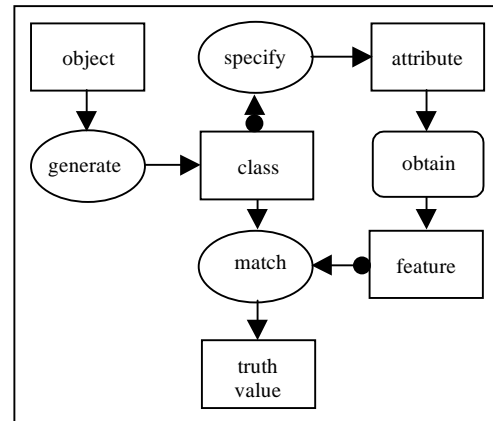 object
specify
attribute
generate
class
obtain
match
feature
truth
value